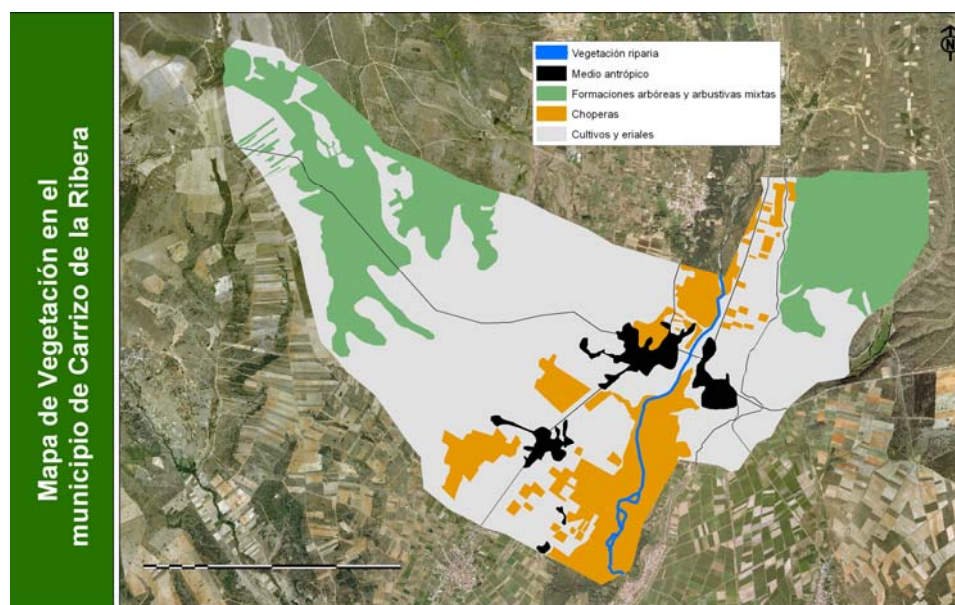 Mapa de Vegetación en el
municipio de Carrizo de la Ribera
Vegetación riparia
Medio antrópico
Formaciones arbóreas y arbustivas mixtas
Choperas
Cultivos y eriales
N